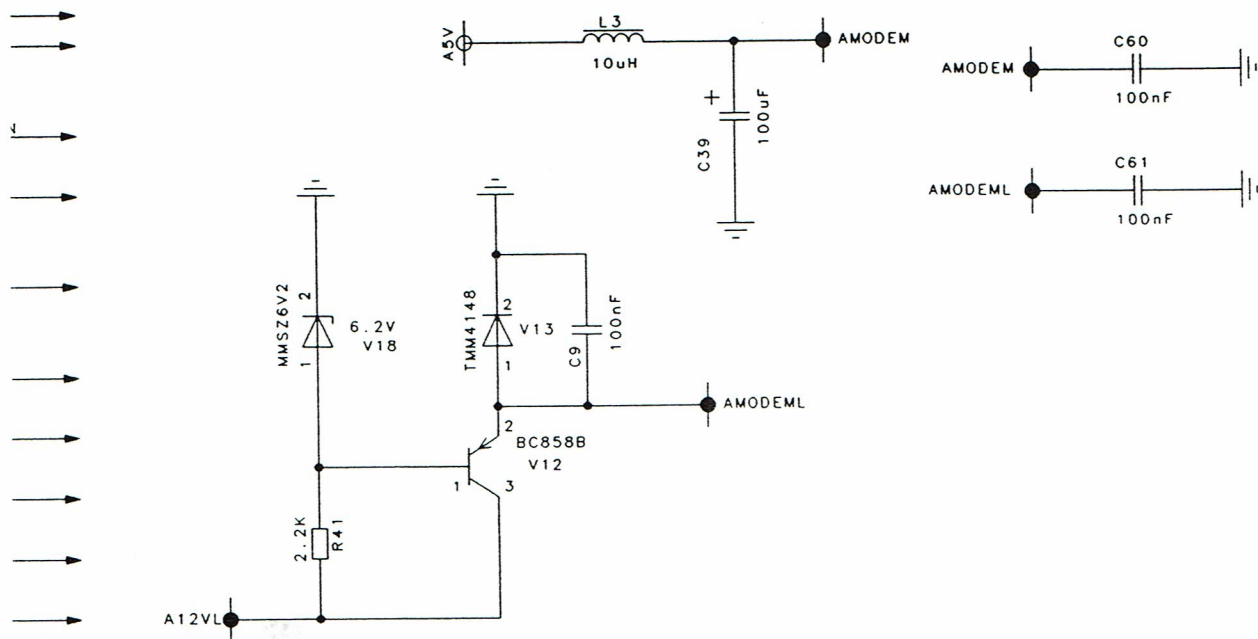 L3
A5V
10uH
AMODEM
+
C39
100uF
AMODEM
C60
100nF
AMODEML
C61
100nF
MMSZ6V2
2
1
6.2V
V18
TMM4148
2
1
V13
C9
100nF
AMODEML
2
BC858B
V12
1
3
2.2K
R41
A12VL